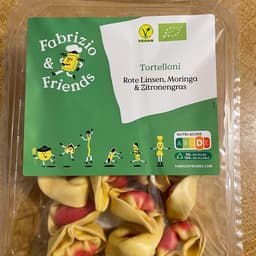 Fabrizio
&
Friends
VEGAN
Tortelloni
Rote Linsen, Moringa
& Zitronengras
NUTRI-SCORE
A B C D E